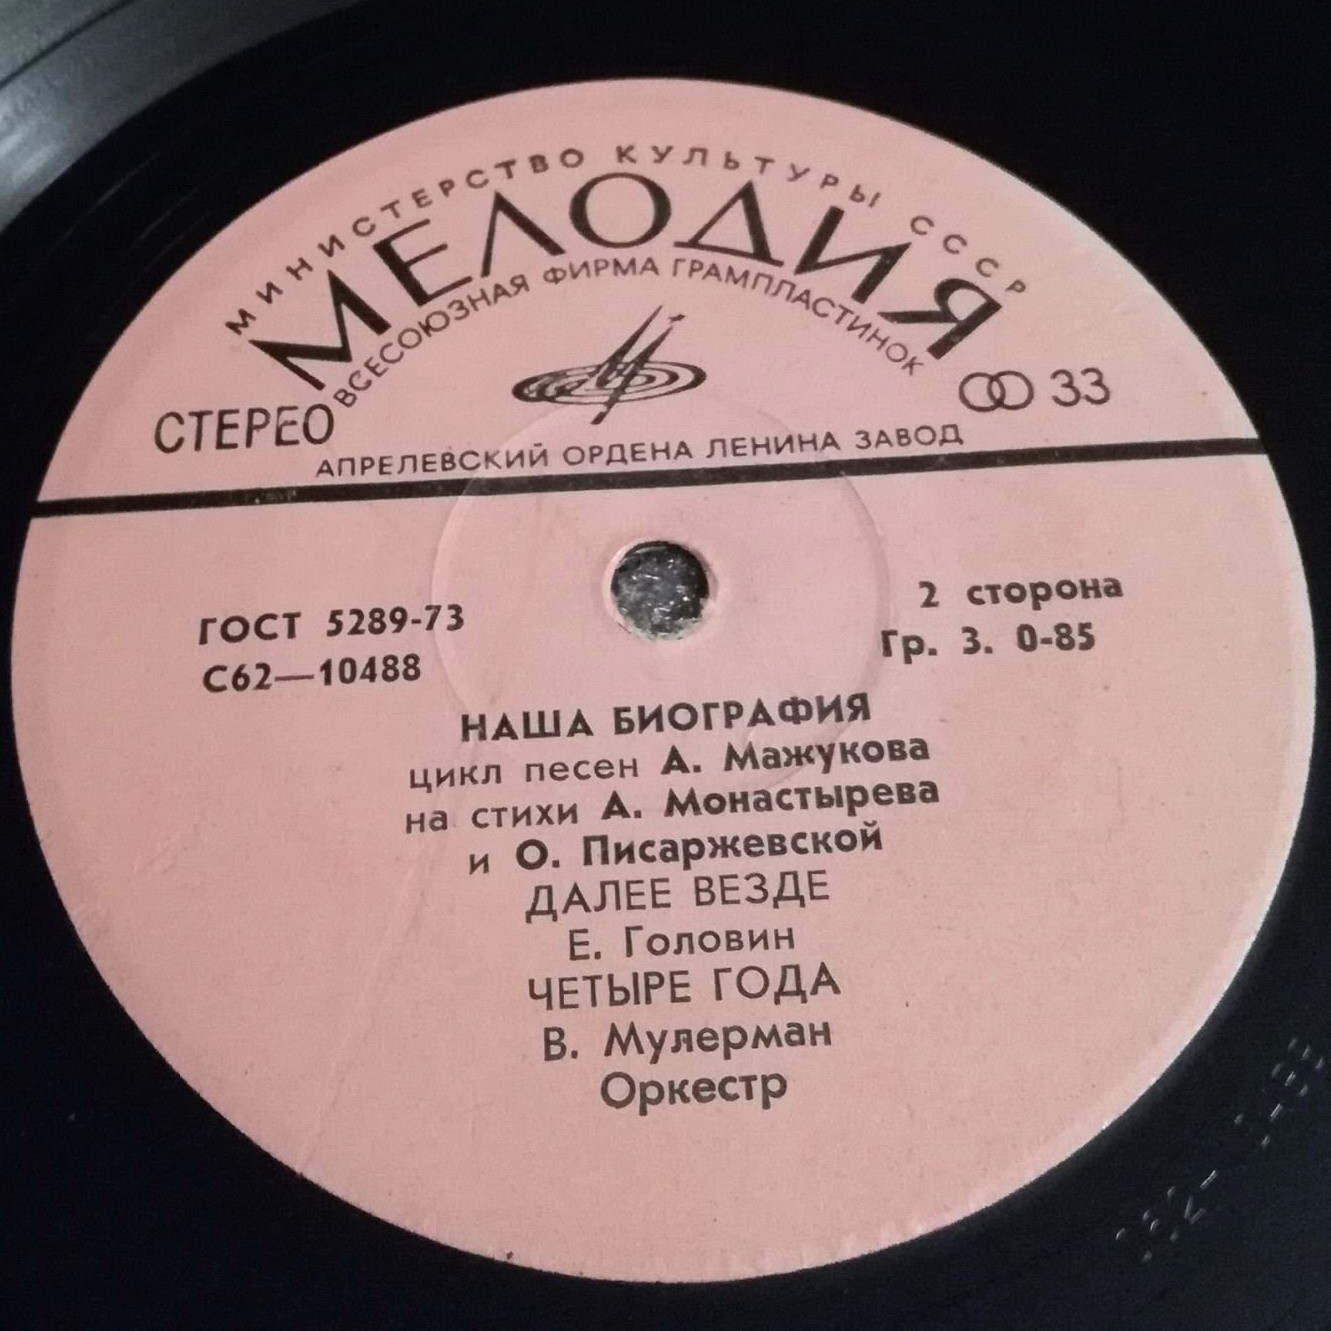 МИНИСТЕРСТВО КУЛЬТУРЫ СССР
МЕЛОДИЯ
ВСЕСОЮЗНАЯ ФИРМА ГРАМПЛАСТИНОК
СТЕРЕО
33
АПРЕЛЕВСКИЙ ОРДЕНА ЛЕНИНА ЗАВОД
ГОСТ 5289-73
С62—10488
2 сторона
Гр. 3. 0-85
НАША БИОГРАФИЯ
цикл песен А. Мажукова
на стихи А. Монастырева
и О. Писаржевской
ДАЛЕЕ ВЕЗДЕ
Е. Головин
ЧЕТЫРЕ ГОДА
В. Мулерман
Оркестр